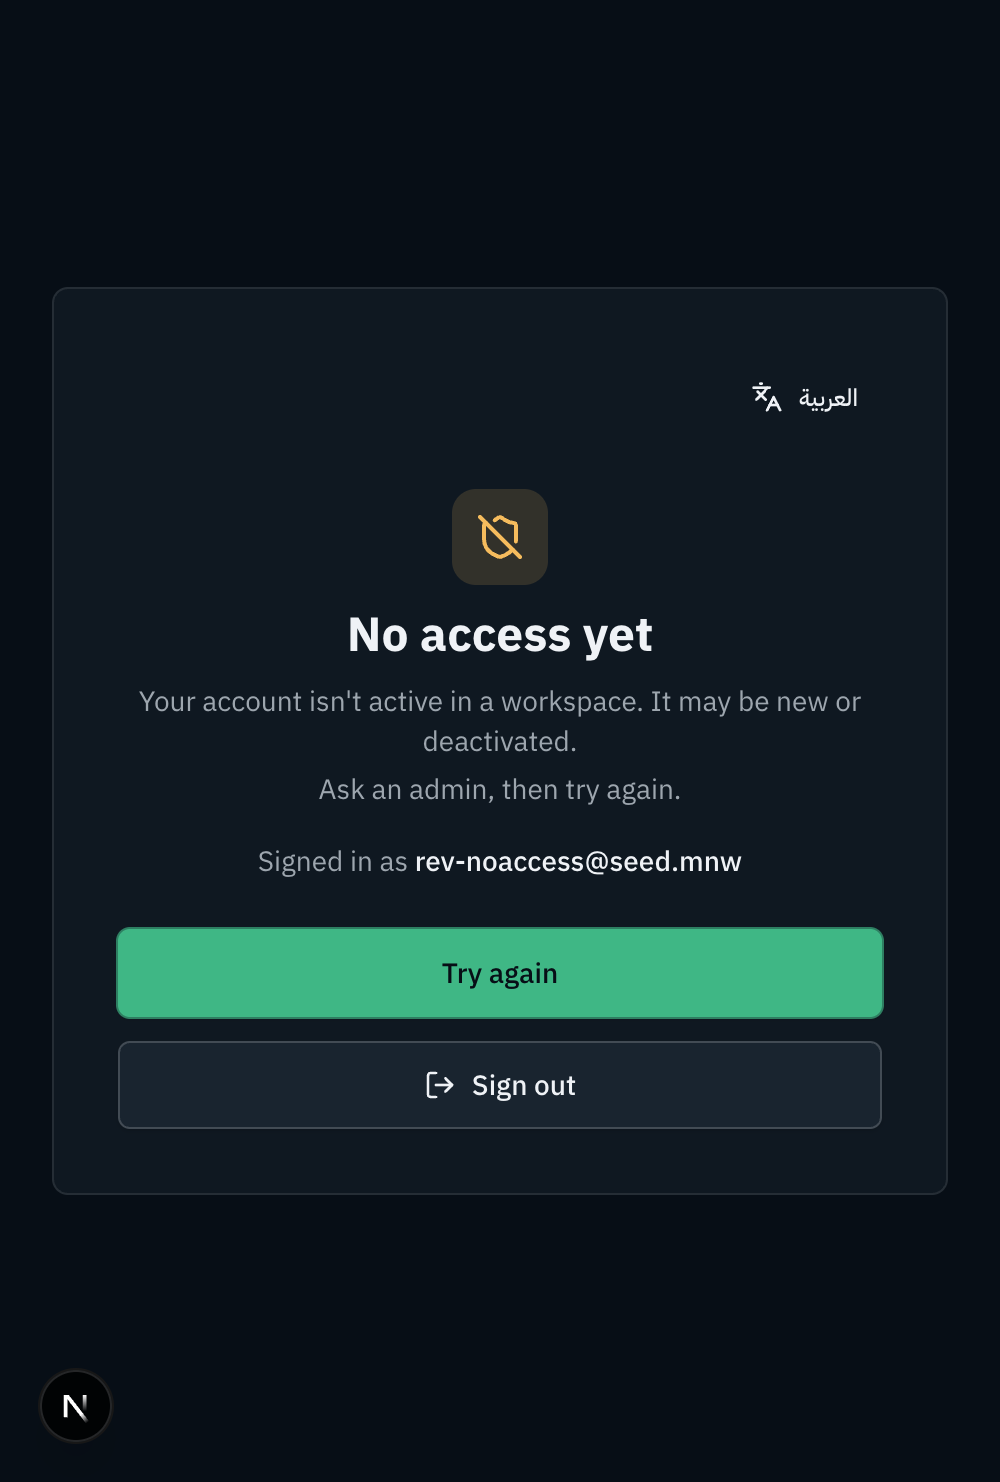 العربية
No access yet
Your account isn't active in a workspace. It may be new or
deactivated.
Ask an admin, then try again.
Signed in as rev-noaccess@seed.mnw
Try again
Sign out
N